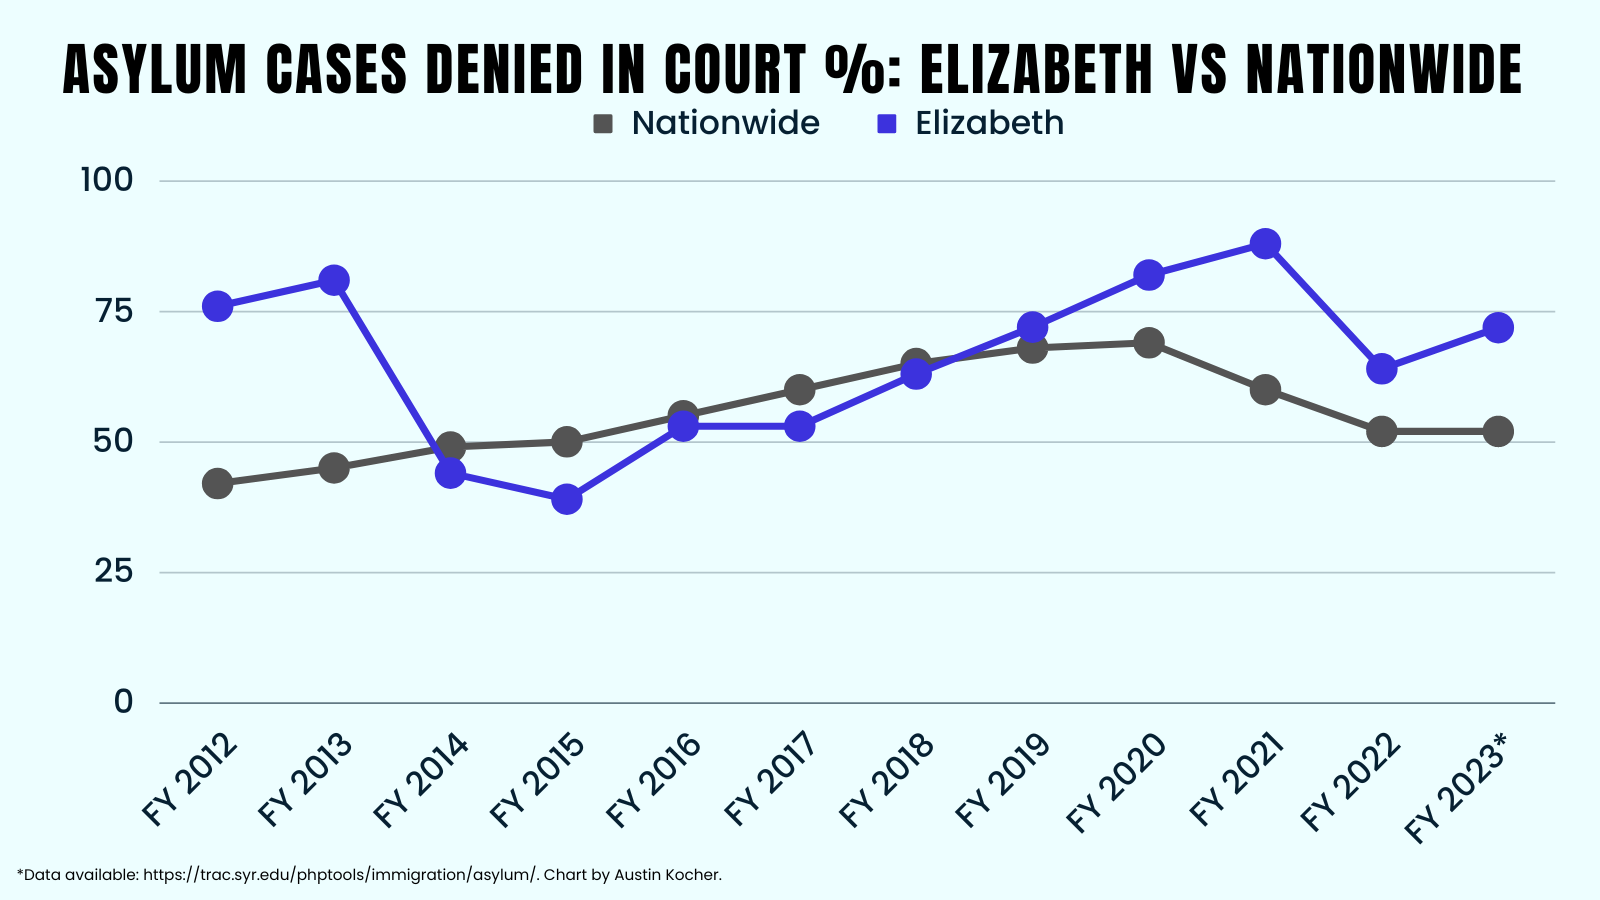 ASYLUM CASES DENIED IN COURT %: ELIZABETH VS NATIONWIDE
Nationwide Elizabeth
100
75
50
25
0
FY 2012 FY 2013 FY 2014 FY 2015 FY 2016 FY 2017 FY 2018 FY 2019 FY 2020 FY 2021 FY 2022 FY 2023*
*Data available: https://trac.syr.edu/phptools/immigration/asylum/. Chart by Austin Kocher.